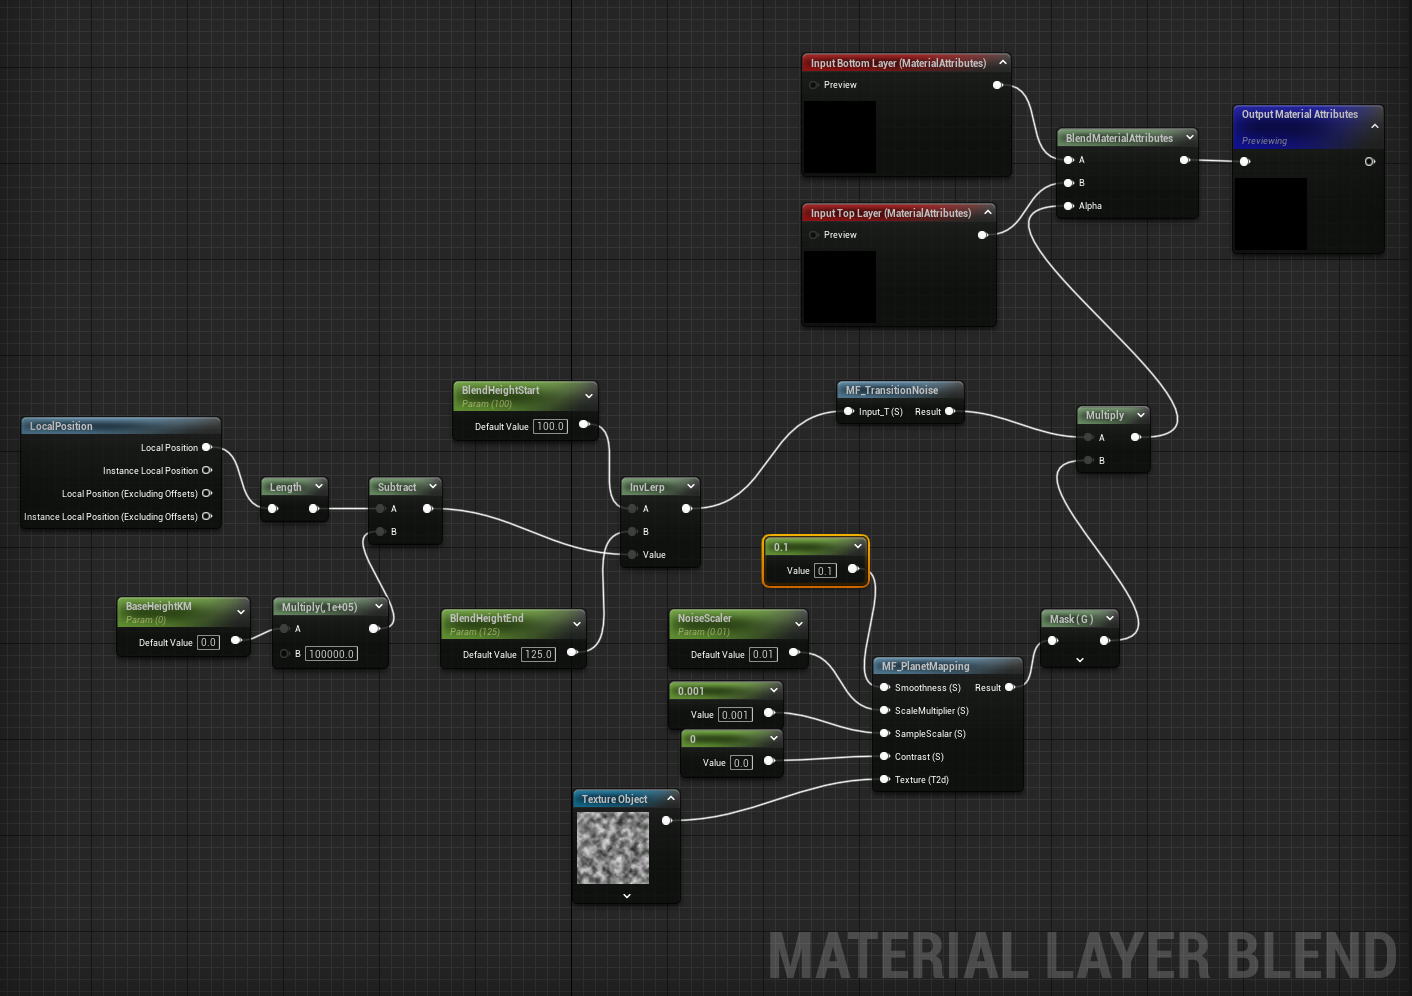 Input Bottom Layer (MaterialAttributes)
Preview
Output Material Attributes
Previewing
BlendMaterialAttributes
A
B
Alpha
Input Top Layer (MaterialAttributes)
Preview
BlendHeightStart
Param (100)
Default Value 100.0
MF_TransitionNoise
Input_T (S) Result
Multiply
A
B
LocalPosition
Local Position
Instance Local Position
Local Position (Excluding Offsets)
Instance Local Position (Excluding Offsets)
Length
Subtract
A
B
InvLerp
A
B
Value
0.1
Value 0.1
BaseHeightKM
Param (0)
Default Value 0.0
Multiply(,1e+05)
A
B 100000.0
BlendHeightEnd
Param (125)
Default Value 125.0
NoiseScaler
Param (0.01)
Default Value 0.01
Mask ( G )
MF_PlanetMapping
Smoothness (S) Result
ScaleMultiplier (S)
SampleScalar (S)
Contrast (S)
Texture (T2d)
0.001
Value 0.001
0
Value 0.0
Texture Object
MATERIAL LAYER BLEND